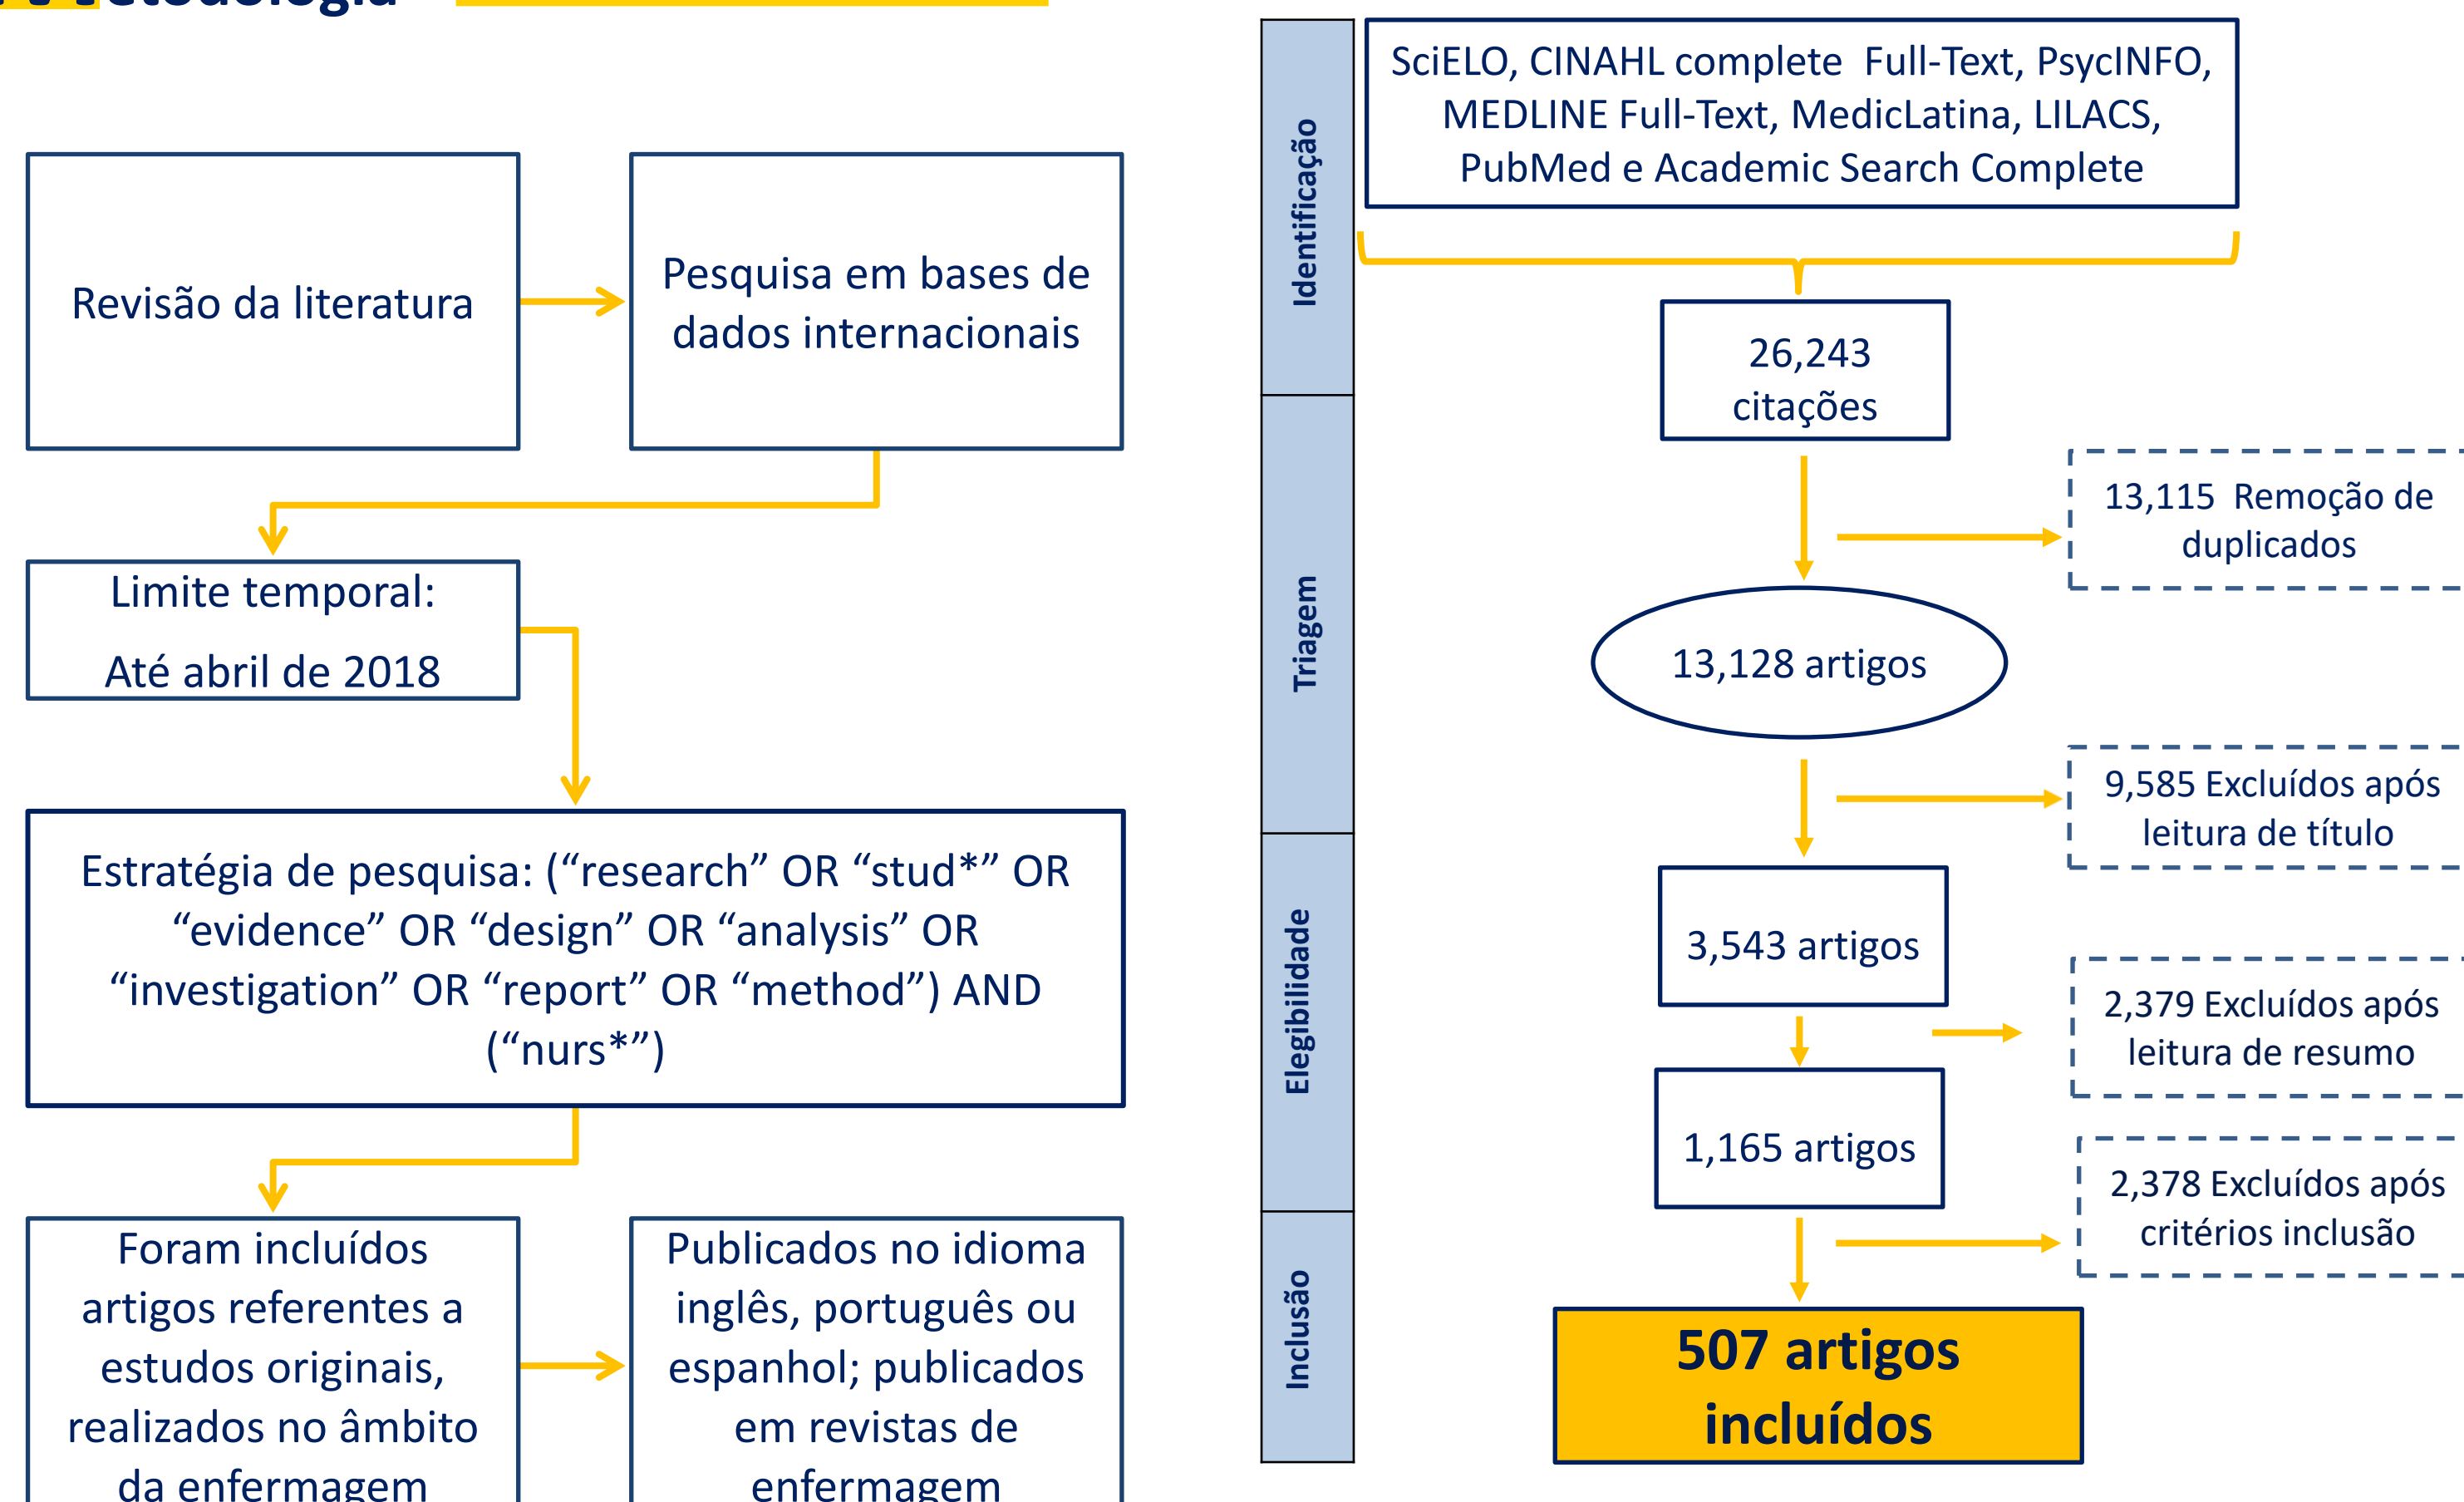 etodologia
Revisão da literatura
Pesquisa em bases de
dados internacionais
Limite temporal:
Até abril de 2018
Estratégia de pesquisa: (“research” OR “stud*” OR
“evidence” OR “design” OR “analysis” OR
“investigation” OR “report” OR “method”) AND
(“nurs*”)
Foram incluídos
artigos referentes a
estudos originais,
realizados no âmbito
da enfermagem
Publicados no idioma
inglês, português ou
espanhol; publicados
em revistas de
enfermagem
Identificação
Triagem
Elegibilidade
Inclusão
SciELO, CINAHL complete  Full-Text, PsycINFO,
MEDLINE Full-Text, MedicLatina, LILACS,
PubMed e Academic Search Complete
26,243
citações
13,115  Remoção de
duplicados
13,128 artigos
9,585 Excluídos após
leitura de título
3,543 artigos
2,379 Excluídos após
leitura de resumo
1,165 artigos
2,378 Excluídos após
critérios inclusão
507 artigos
incluídos